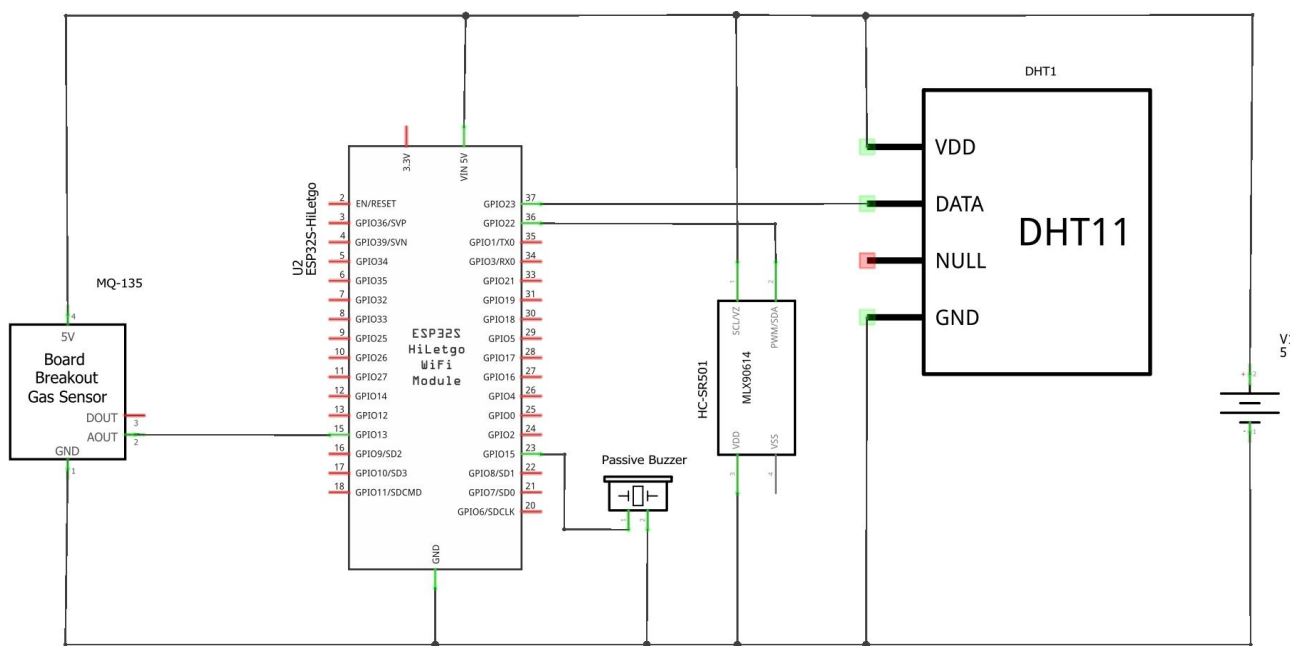 DHT1
VDD
DATA
NULL
GND
DHT11
MQ-135
4
5V
Board
Breakout
Gas Sensor
DOUT
3
AOUT
2
GND
1
U2
ESP32S-HiLetgo
3.3V
VIN 5V
2 EN/RESET
3 GPIO36/SVP
4 GPIO39/SVN
5 GPIO34
6 GPIO35
7 GPIO32
8 GPIO33
9 GPIO25
10 GPIO26
11 GPIO27
12 GPIO14
13 GPIO12
15 GPIO13
16 GPIO9/SD2
17 GPIO10/SD3
18 GPIO11/SDCMD
ESP32S
HiLetgo
WiFi
Module
GPIO23 37
GPIO22 36
GPIO1/TX0 35
GPIO3/RX0 34
GPIO21 33
GPIO19 31
GPIO18 30
GPIO5 29
GPIO17 28
GPIO16 27
GPIO4 26
GPIO0 25
GPIO2 24
GPIO15 23
GPIO8/SD1 22
GPIO7/SD0 21
GPIO6/SDCLK 20
GND
Passive Buzzer
1
2
HC-SR501
MLX90614
1
SCL/VZ
2
PWM/SDA
VDD
3
VSS
4
V1
5
+ 2
- 1